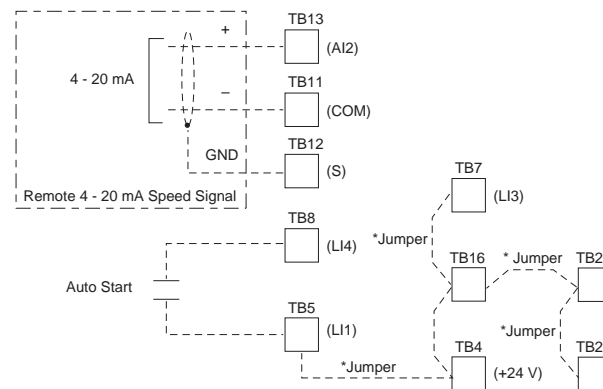 TB13
+
(AI2)
4 - 20 mA
TB11
–
(COM)
TB12
GND
(S)
Remote 4 - 20 mA Speed Signal
TB7
(LI3)
TB8
(LI4)
*Jumper
TB16
* Jumper
TB2
Auto Start
TB5
(LI1)
*Jumper
*Jumper
TB4
(+24 V)
TB2